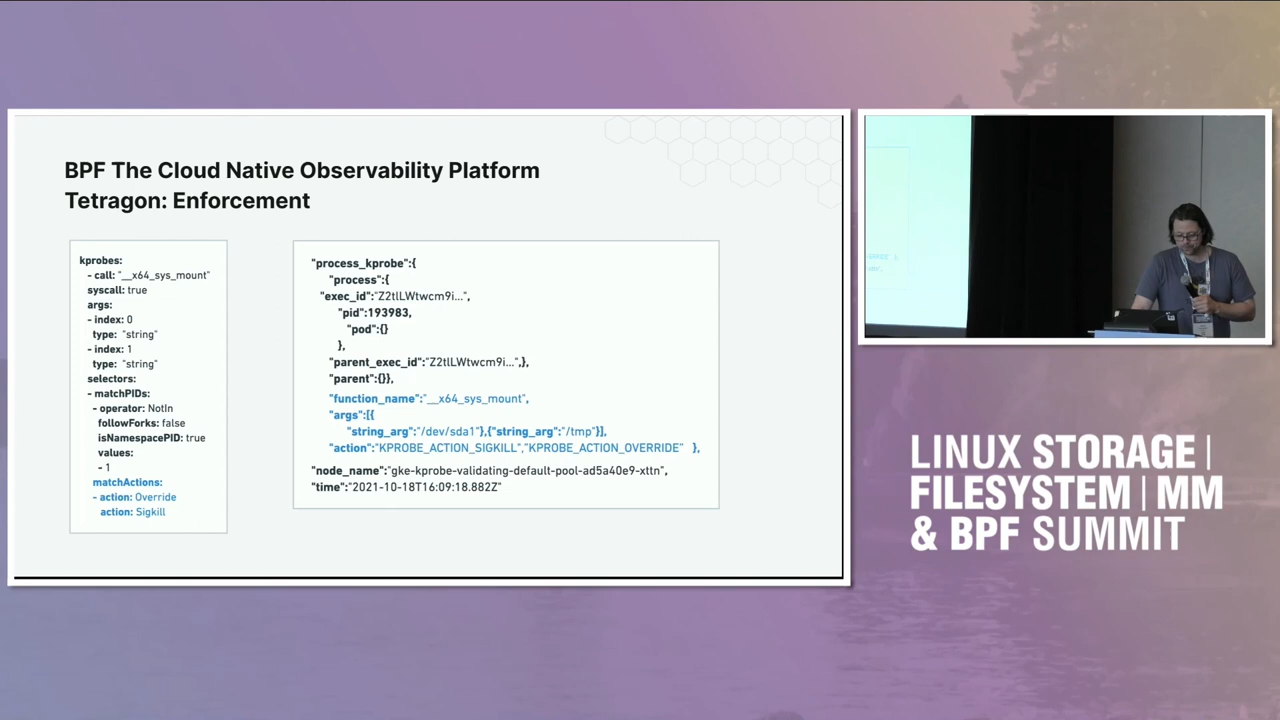 BPF The Cloud Native Observability Platform
Tetragon: Enforcement
kprobes:
- call: "__x64_sys_mount"
syscall: true
args:
- index: 0
type: "string"
- index: 1
type: "string"
selectors:
- matchPIDs:
- operator: NotIn
followForks: false
isNamespacePID: true
values:
- 1
matchActions:
- action: Override
action: Sigkill
"process_kprobe":{
"process":{
"exec_id":"Z2tlLWtwcm9i...",
"pid":193983,
"pod":{}
},
"parent_exec_id":"Z2tlLWtwcm9i...",},
"parent":{}},
"function_name":"__x64_sys_mount",
"args":[{
"string_arg":"/dev/sda1"},{"string_arg":"/tmp"}],
"action":"KPROBE_ACTION_SIGKILL","KPROBE_ACTION_OVERRIDE" },
"node_name":"gke-kprobe-validating-default-pool-ad5a40e9-xttn",
"time":"2021-10-18T16:09:18.882Z"
LINUX STORAGE |
FILESYSTEM | MM
& BPF SUMMIT